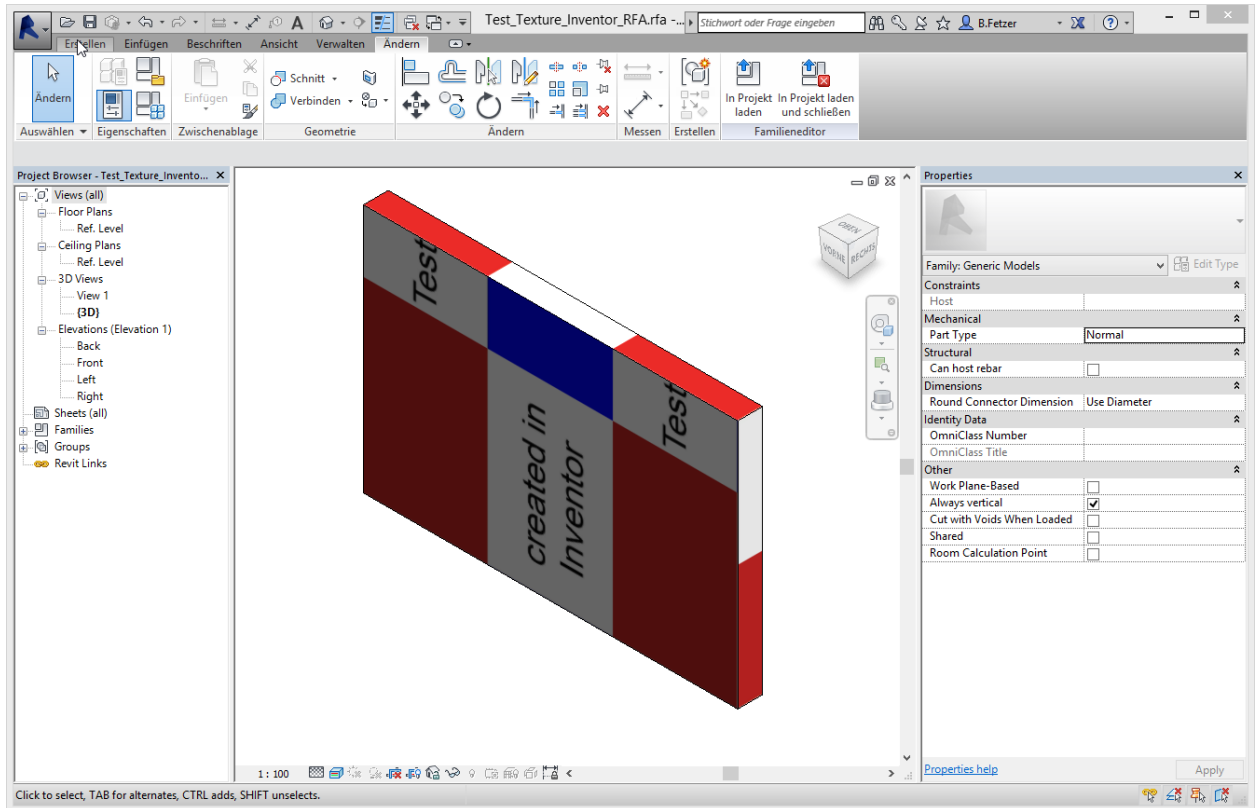 Test_Texture_Inventor_RFA.rfa -...
Stichwort oder Frage eingeben
B.Fetzer
Erstellen Einfügen Beschriften Ansicht Verwalten Ändern
Ändern
Einfügen
Schnitt
Verbinden
In Projekt laden
In Projekt laden und schließen
Auswählen Eigenschaften Zwischenablage Geometrie Ändern Messen Erstellen Familieneditor
Project Browser - Test_Texture_Invento...
Views (all)
Floor Plans
Ref. Level
Ceiling Plans
Ref. Level
3D Views
View 1
{3D}
Elevations (Elevation 1)
Back
Front
Left
Right
Sheets (all)
Families
Groups
Revit Links
Test
created in
Inventor
Test
OBEN
VORNE
RECHTS
1 : 100
Properties
Family: Generic Models
Edit Type
Constraints
Host
Mechanical
Part Type Normal
Structural
Can host rebar
Dimensions
Round Connector Dimension Use Diameter
Identity Data
OmniClass Number
OmniClass Title
Other
Work Plane-Based
Always vertical
Cut with Voids When Loaded
Shared
Room Calculation Point
Properties help
Apply
Click to select, TAB for alternates, CTRL adds, SHIFT unselects.